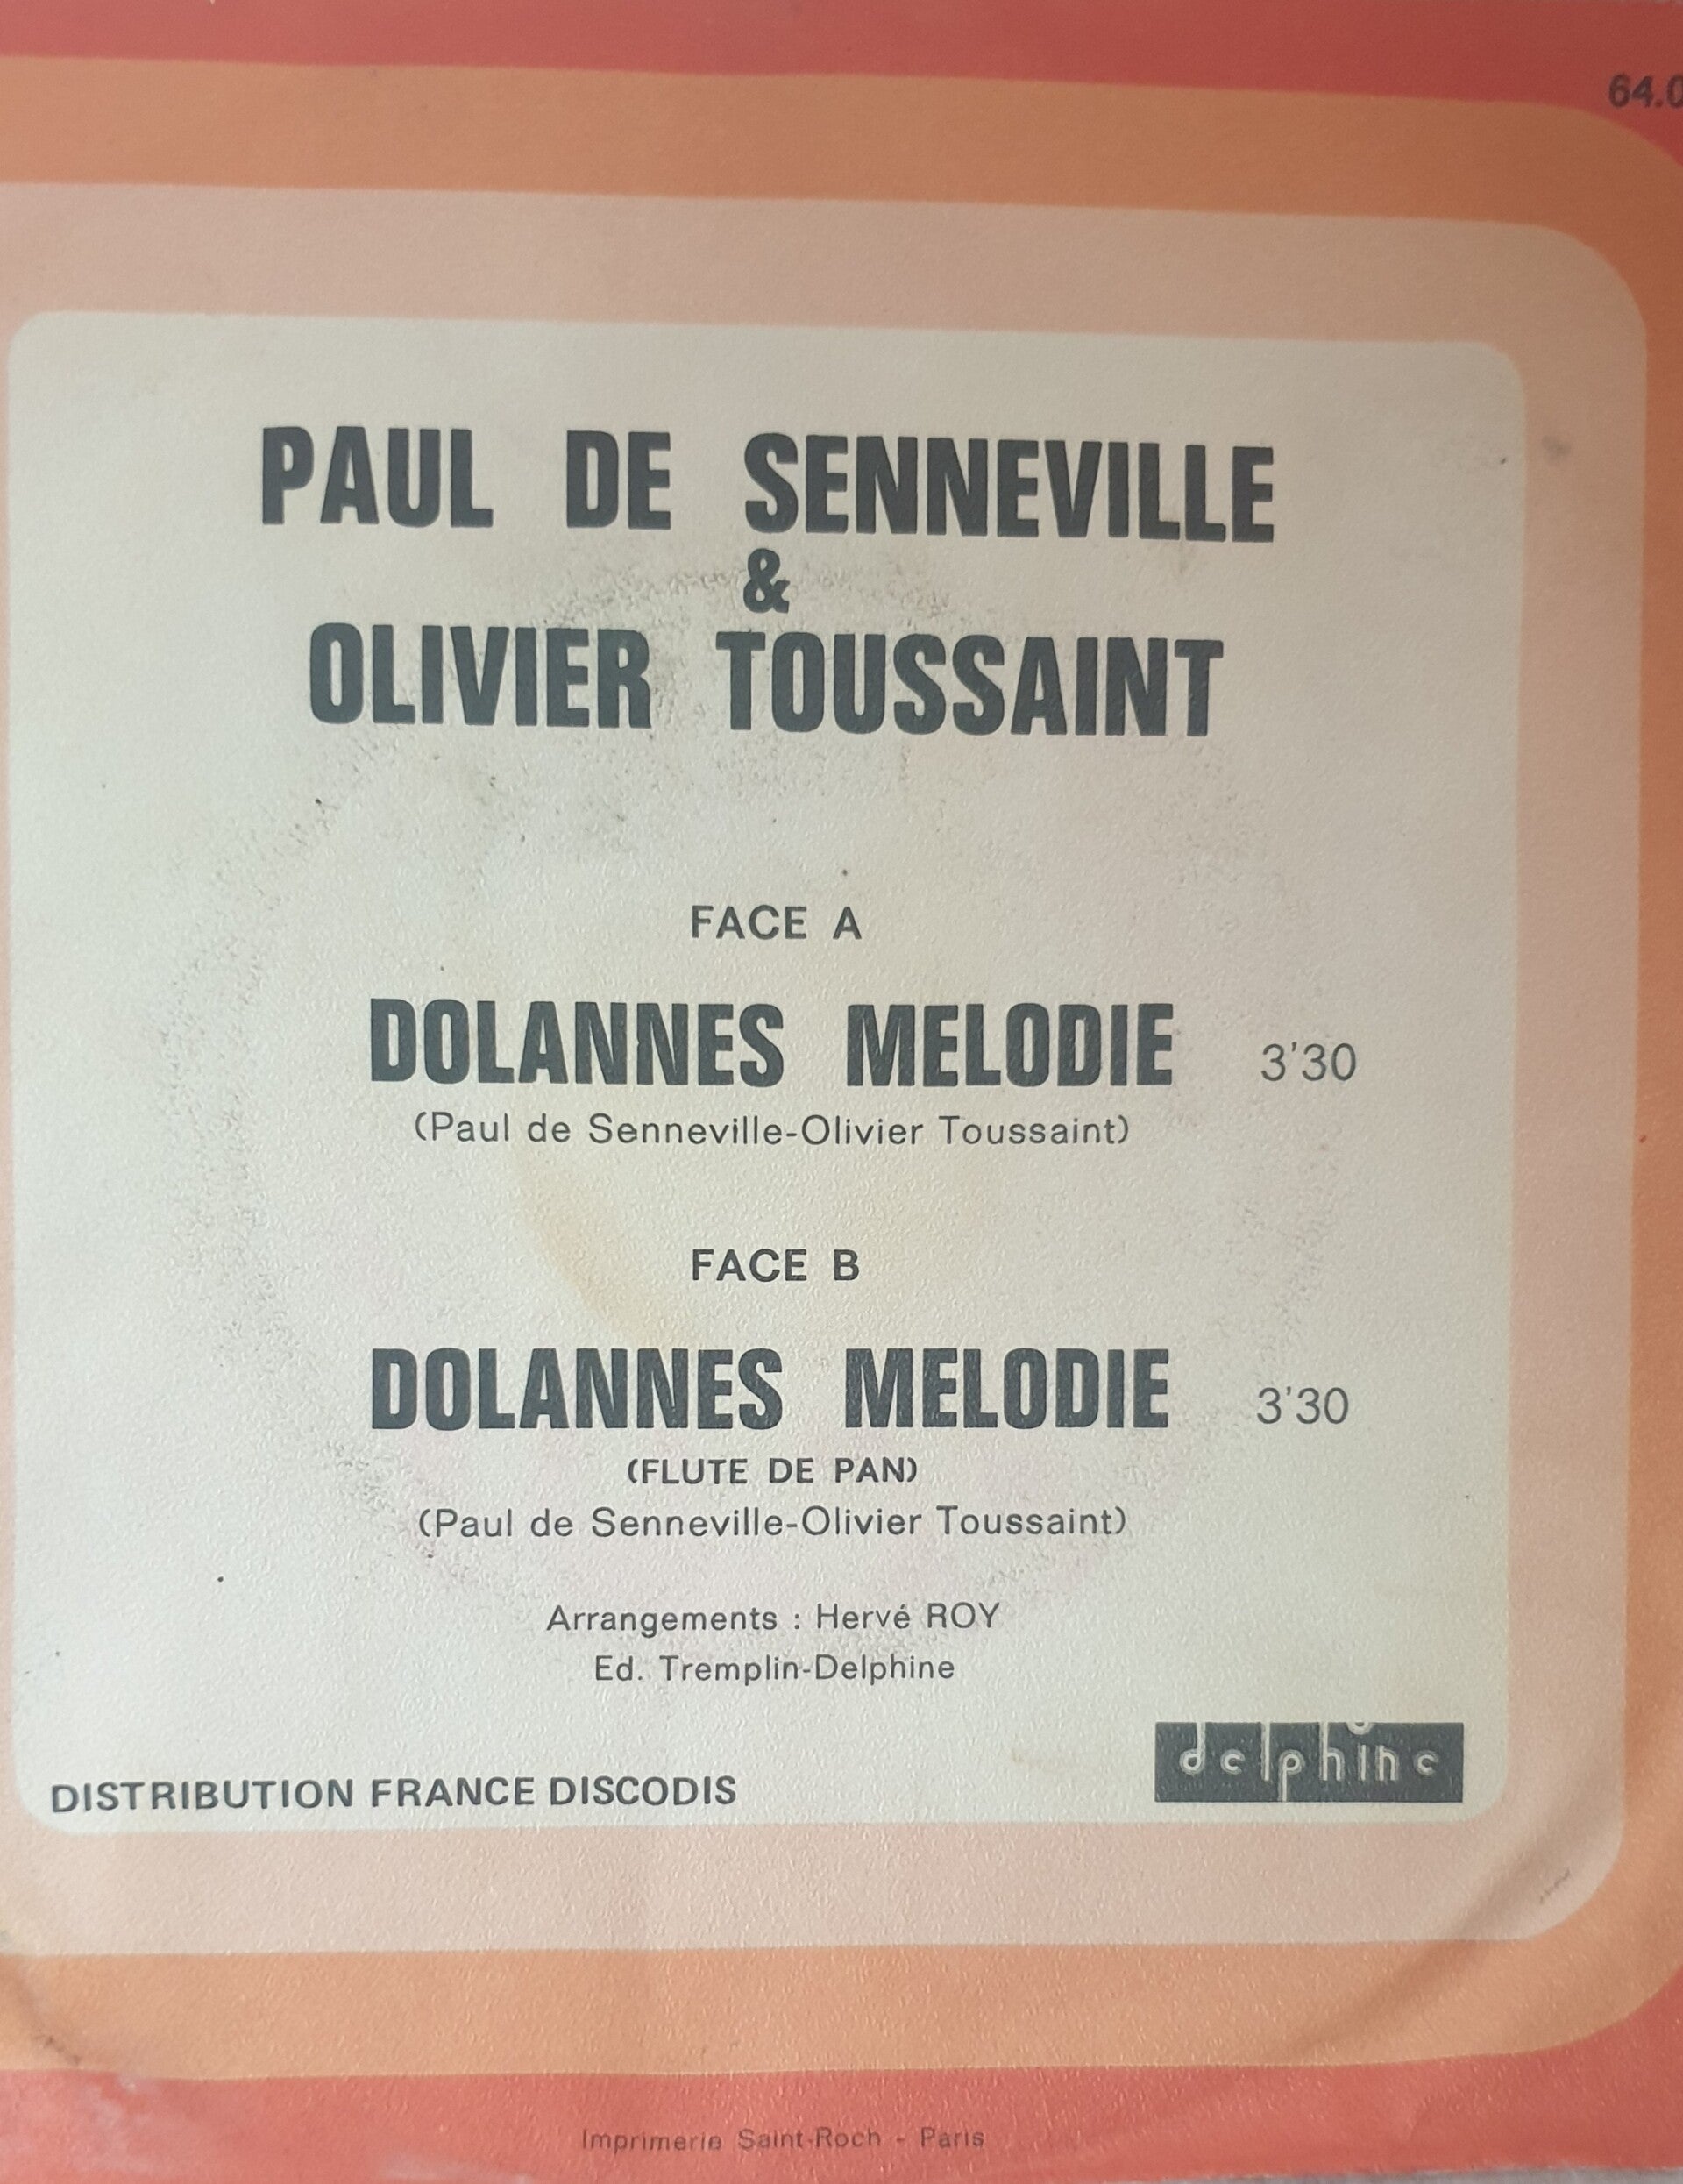 64.0
PAUL DE SENNEVILLE
&
OLIVIER TOUSSAINT
FACE A
DOLANNES MELODIE 3'30
(Paul de Senneville-Olivier Toussaint)
FACE B
DOLANNES MELODIE 3'30
(FLUTE DE PAN)
(Paul de Senneville-Olivier Toussaint)
Arrangements : Hervé ROY
Ed. Tremplin-Delphine
delphine
DISTRIBUTION FRANCE DISCODIS
Imprimerie Saint-Roch - Paris